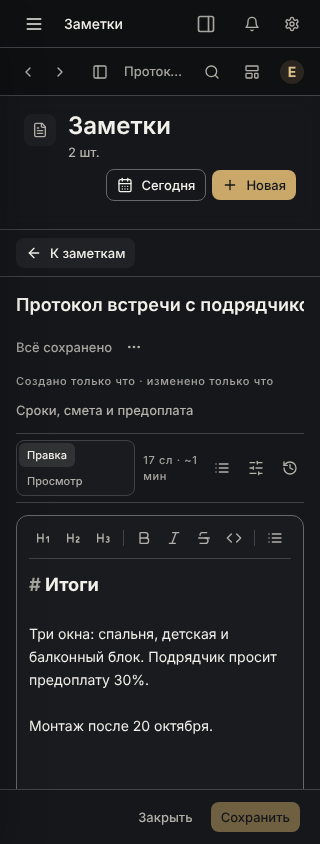 Заметки
Проток...
E
Заметки
2 шт.
Сегодня
Новая
К заметкам
Протокол встречи с подрядчико
Всё сохранено
Создано только что · изменено только что
Сроки, смета и предоплата
Правка
Просмотр
17 сл · ~1
мин
H1 H2 H3 B I S
# Итоги
Три окна: спальня, детская и
балконный блок. Подрядчик просит
предоплату 30%.
Монтаж после 20 октября.
Закрыть
Сохранить